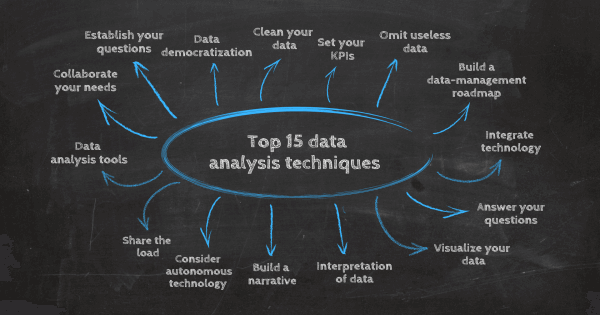 Top 15 data
analysis techniques
Collaborate
your needs
Establish your
questions
Data
democratization
Clean your
data
Set your
KPIs
Omit useless
data
Build a
data-management
roadmap
Integrate
technology
Answer your
questions
Visualize your
data
Interpretation
of data
Build a
narrative
Consider
autonomous
technology
Share the
load
Data
analysis tools